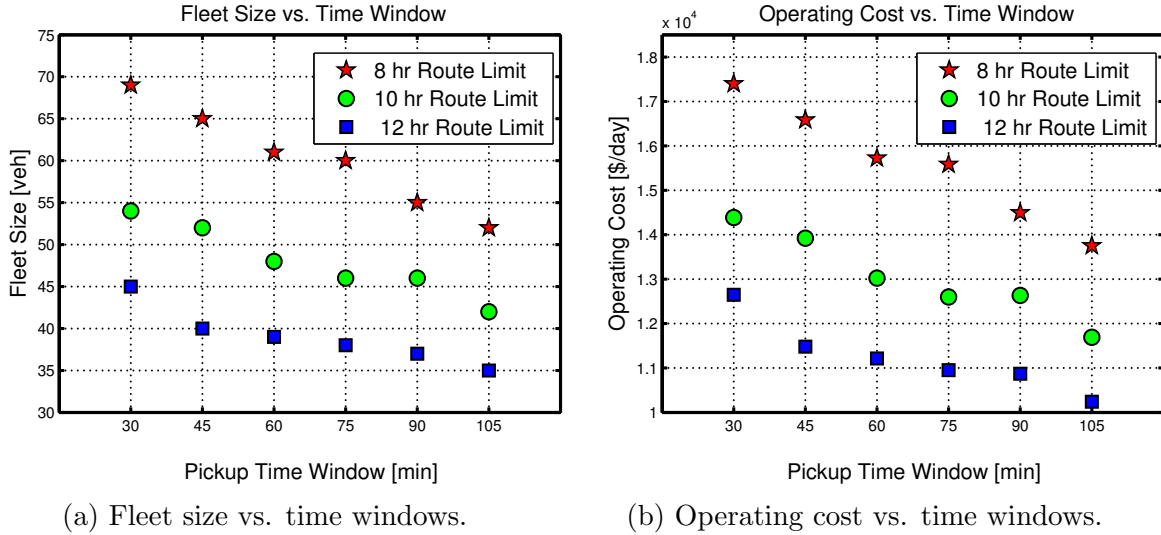 Fleet Size vs. Time Window
75
70
65
60
55
50
45
40
35
30
Fleet Size [veh]
8 hr Route Limit
10 hr Route Limit
12 hr Route Limit
30 45 60 75 90 105
Pickup Time Window [min]
(a) Fleet size vs. time windows.
Operating Cost vs. Time Window
x 10⁴
1.8
1.7
1.6
1.5
1.4
1.3
1.2
1.1
1
Operating Cost [$/day]
8 hr Route Limit
10 hr Route Limit
12 hr Route Limit
30 45 60 75 90 105
Pickup Time Window [min]
(b) Operating cost vs. time windows.